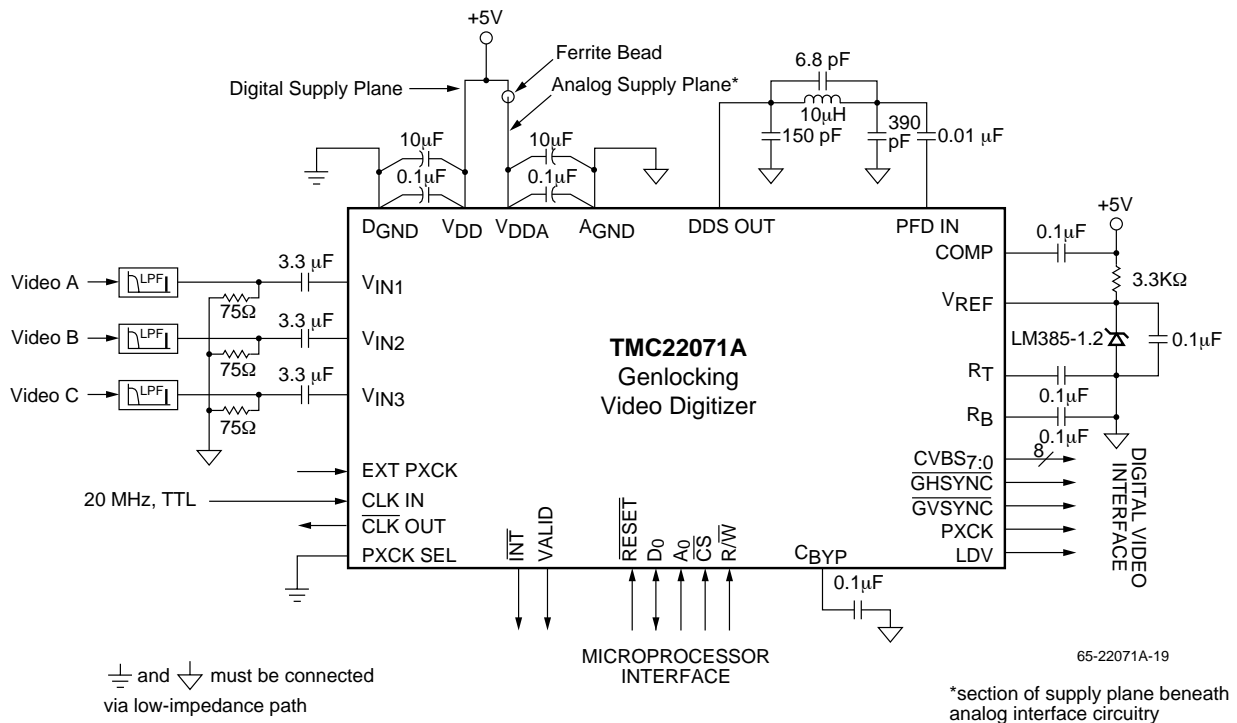 +5V
Ferrite Bead
Digital Supply Plane
Analog Supply Plane*
6.8 pF
10µH
150 pF
390 pF
0.01 µF
10µF
10µF
0.1µF
0.1µF
DGND
VDD
VDDA
AGND
DDS OUT
PFD IN
+5V
0.1µF
COMP
3.3KΩ
VREF
LM385-1.2
0.1µF
RT
0.1µF
RB
0.1µF
Video A
LPF
3.3 µF
VIN1
75Ω
Video B
LPF
3.3 µF
VIN2
75Ω
Video C
LPF
3.3 µF
VIN3
75Ω
TMC22071A
Genlocking
Video Digitizer
EXT PXCK
20 MHz, TTL
CLK IN
CLK OUT
PXCK SEL
INT
VALID
RESET
D0
A0
CS
R/W
CBYP
0.1µF
CVBS7:0
8
GHSYNC
GVSYNC
PXCK
LDV
DIGITAL VIDEO
INTERFACE
MICROPROCESSOR
INTERFACE
65-22071A-19
and must be connected
via low-impedance path
*section of supply plane beneath
analog interface circuitry